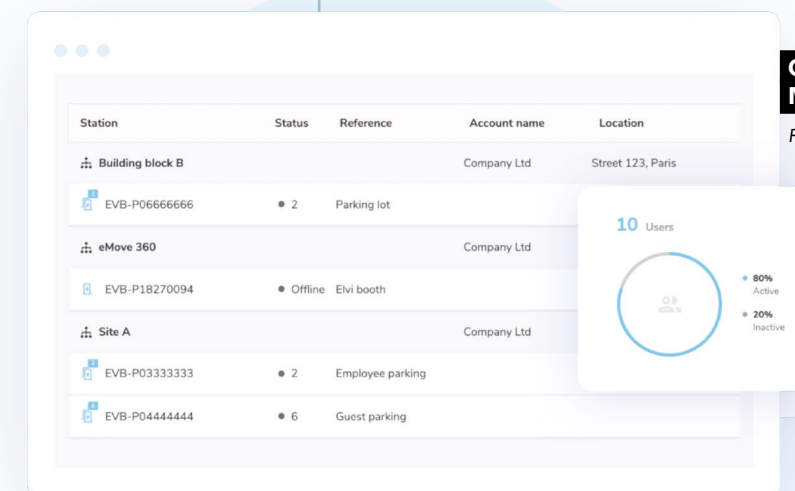 Station Status Reference Account name Location
Building block B Company Ltd Street 123, Paris
EVB-P06666666 2 Parking lot
eMove 360 Company Ltd
EVB-P18270094 Offline Elvi booth
Site A Company Ltd
EVB-P03333333 2 Employee parking
EVB-P04444444 6 Guest parking
10 Users
80%
Active
20%
Inactive